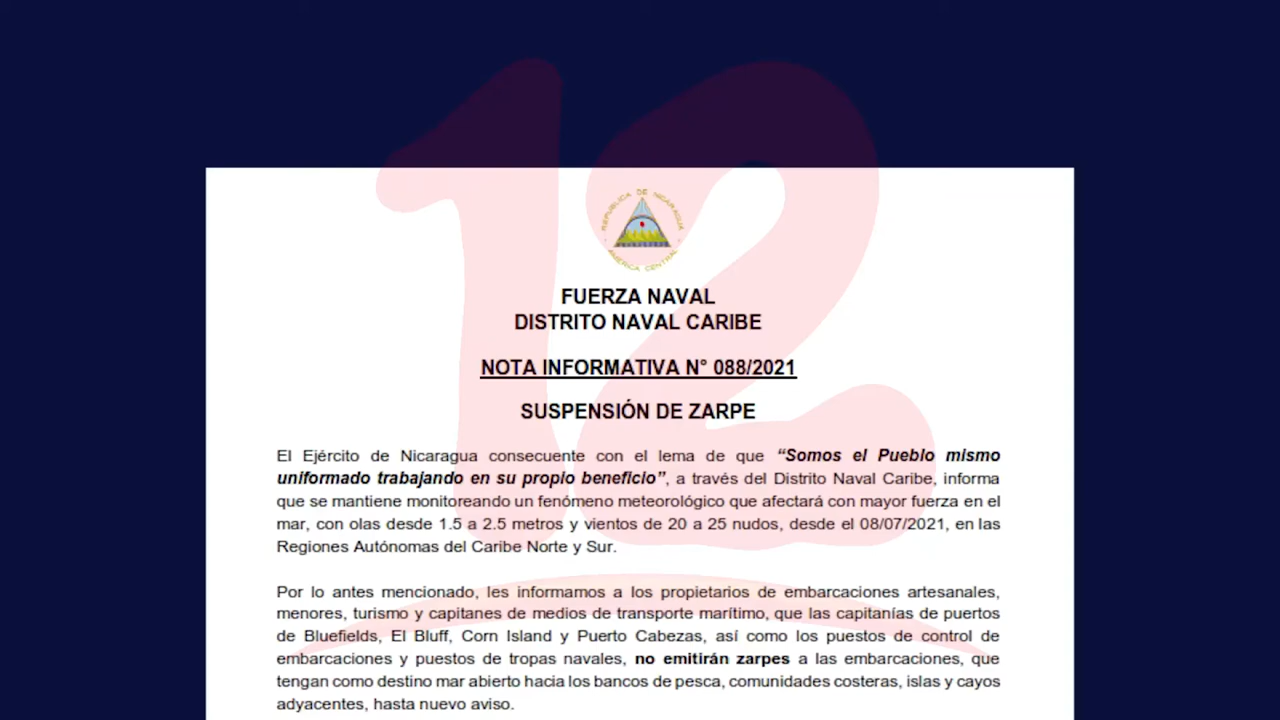 12
REPUBLICA DE NICARAGUA
AMERICA CENTRAL
FUERZA NAVAL
DISTRITO NAVAL CARIBE
NOTA INFORMATIVA N° 088/2021
SUSPENSIÓN DE ZARPE
El Ejército de Nicaragua consecuente con el lema de que “Somos el Pueblo mismo
uniformado trabajando en su propio beneficio”, a través del Distrito Naval Caribe, informa
que se mantiene monitoreando un fenómeno meteorológico que afectará con mayor fuerza en el
mar, con olas desde 1.5 a 2.5 metros y vientos de 20 a 25 nudos, desde el 08/07/2021, en las
Regiones Autónomas del Caribe Norte y Sur.
Por lo antes mencionado, les informamos a los propietarios de embarcaciones artesanales,
menores, turismo y capitanes de medios de transporte marítimo, que las capitanías de puertos
de Bluefields, El Bluff, Corn Island y Puerto Cabezas, así como los puestos de control de
embarcaciones y puestos de tropas navales, no emitirán zarpes a las embarcaciones, que
tengan como destino mar abierto hacia los bancos de pesca, comunidades costeras, islas y cayos
adyacentes, hasta nuevo aviso.